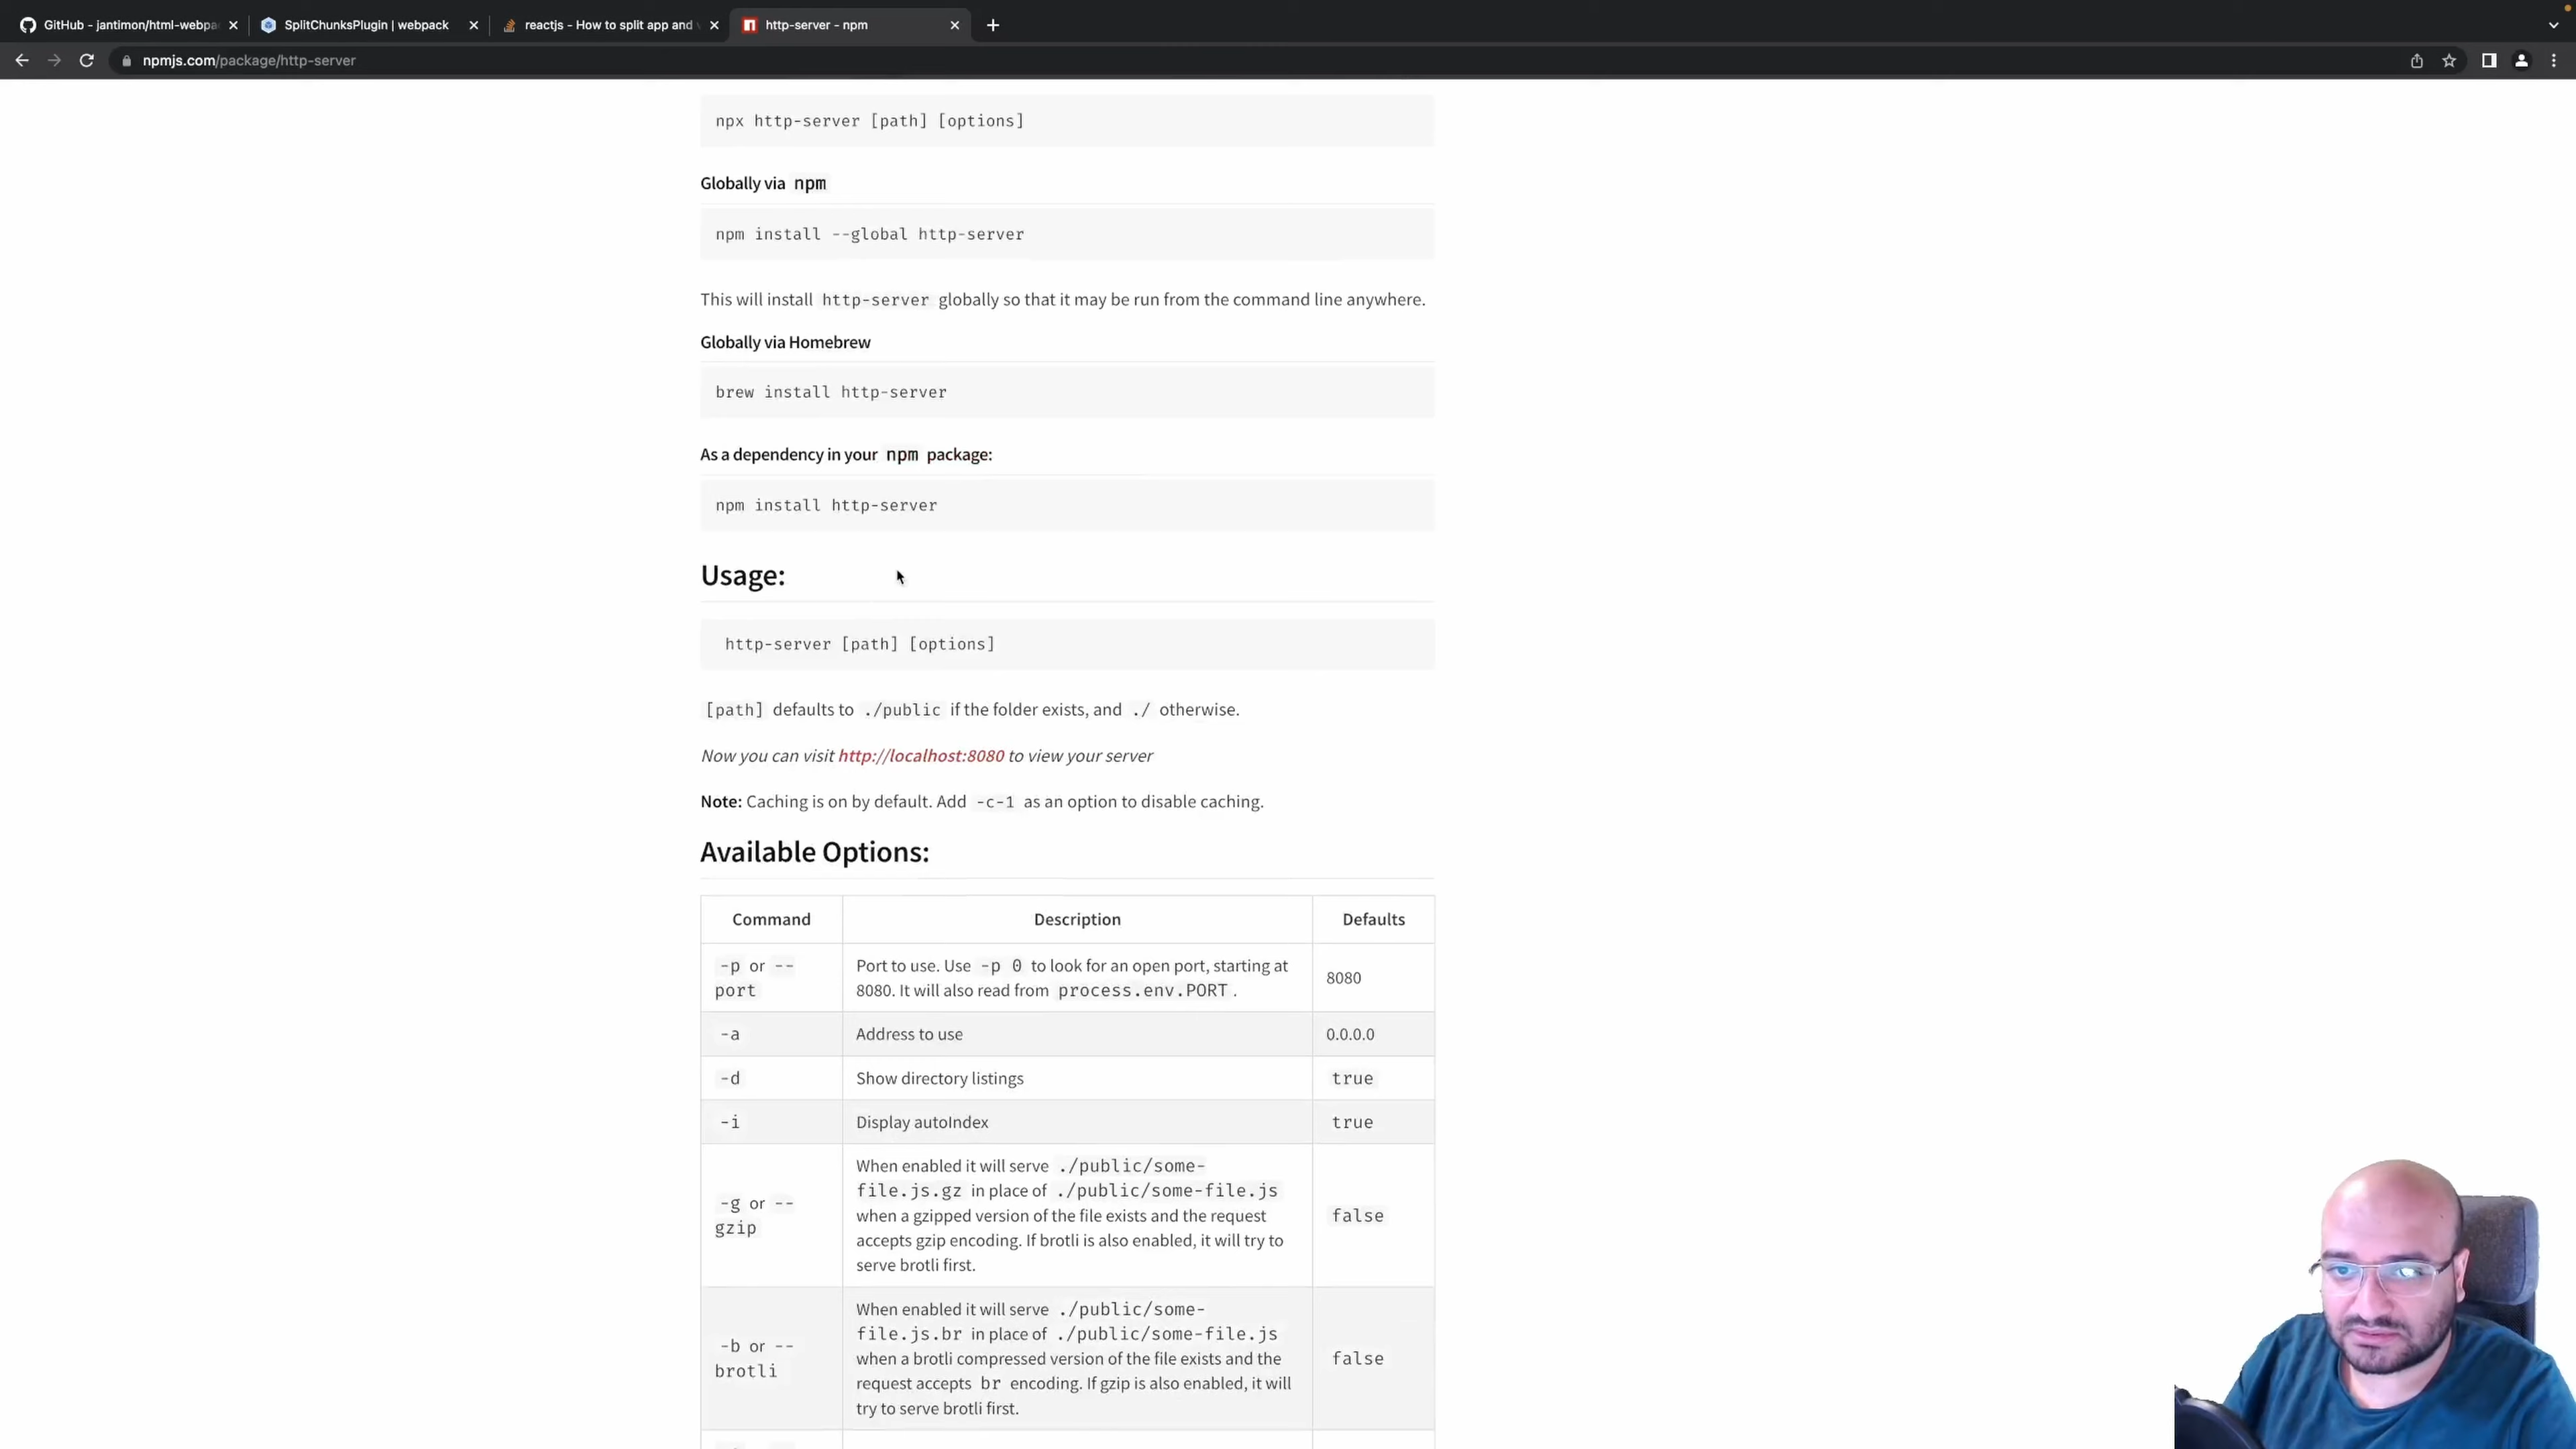 GitHub - jantimon/html-webpa
SplitChunksPlugin | webpack
reactjs - How to split app and v
http-server - npm
npmjs.com/package/http-server
npx http-server [path] [options]
Globally via npm
npm install --global http-server
This will install http-server globally so that it may be run from the command line anywhere.
Globally via Homebrew
brew install http-server
As a dependency in your npm package:
npm install http-server
Usage:
http-server [path] [options]
[path] defaults to ./public if the folder exists, and ./ otherwise.
Now you can visit http://localhost:8080 to view your server
Note: Caching is on by default. Add -c-1 as an option to disable caching.
Available Options:
Command Description Defaults
-p or --
port
Port to use. Use -p 0 to look for an open port, starting at
8080. It will also read from process.env.PORT .
8080
-a Address to use 0.0.0.0
-d Show directory listings true
-i Display autoIndex true
-g or --
gzip
When enabled it will serve ./public/some-
file.js.gz in place of ./public/some-file.js
when a gzipped version of the file exists and the request
accepts gzip encoding. If brotli is also enabled, it will try to
serve brotli first.
false
-b or --
brotli
When enabled it will serve ./public/some-
file.js.br in place of ./public/some-file.js
when a brotli compressed version of the file exists and the
request accepts br encoding. If gzip is also enabled, it will
try to serve brotli first.
false